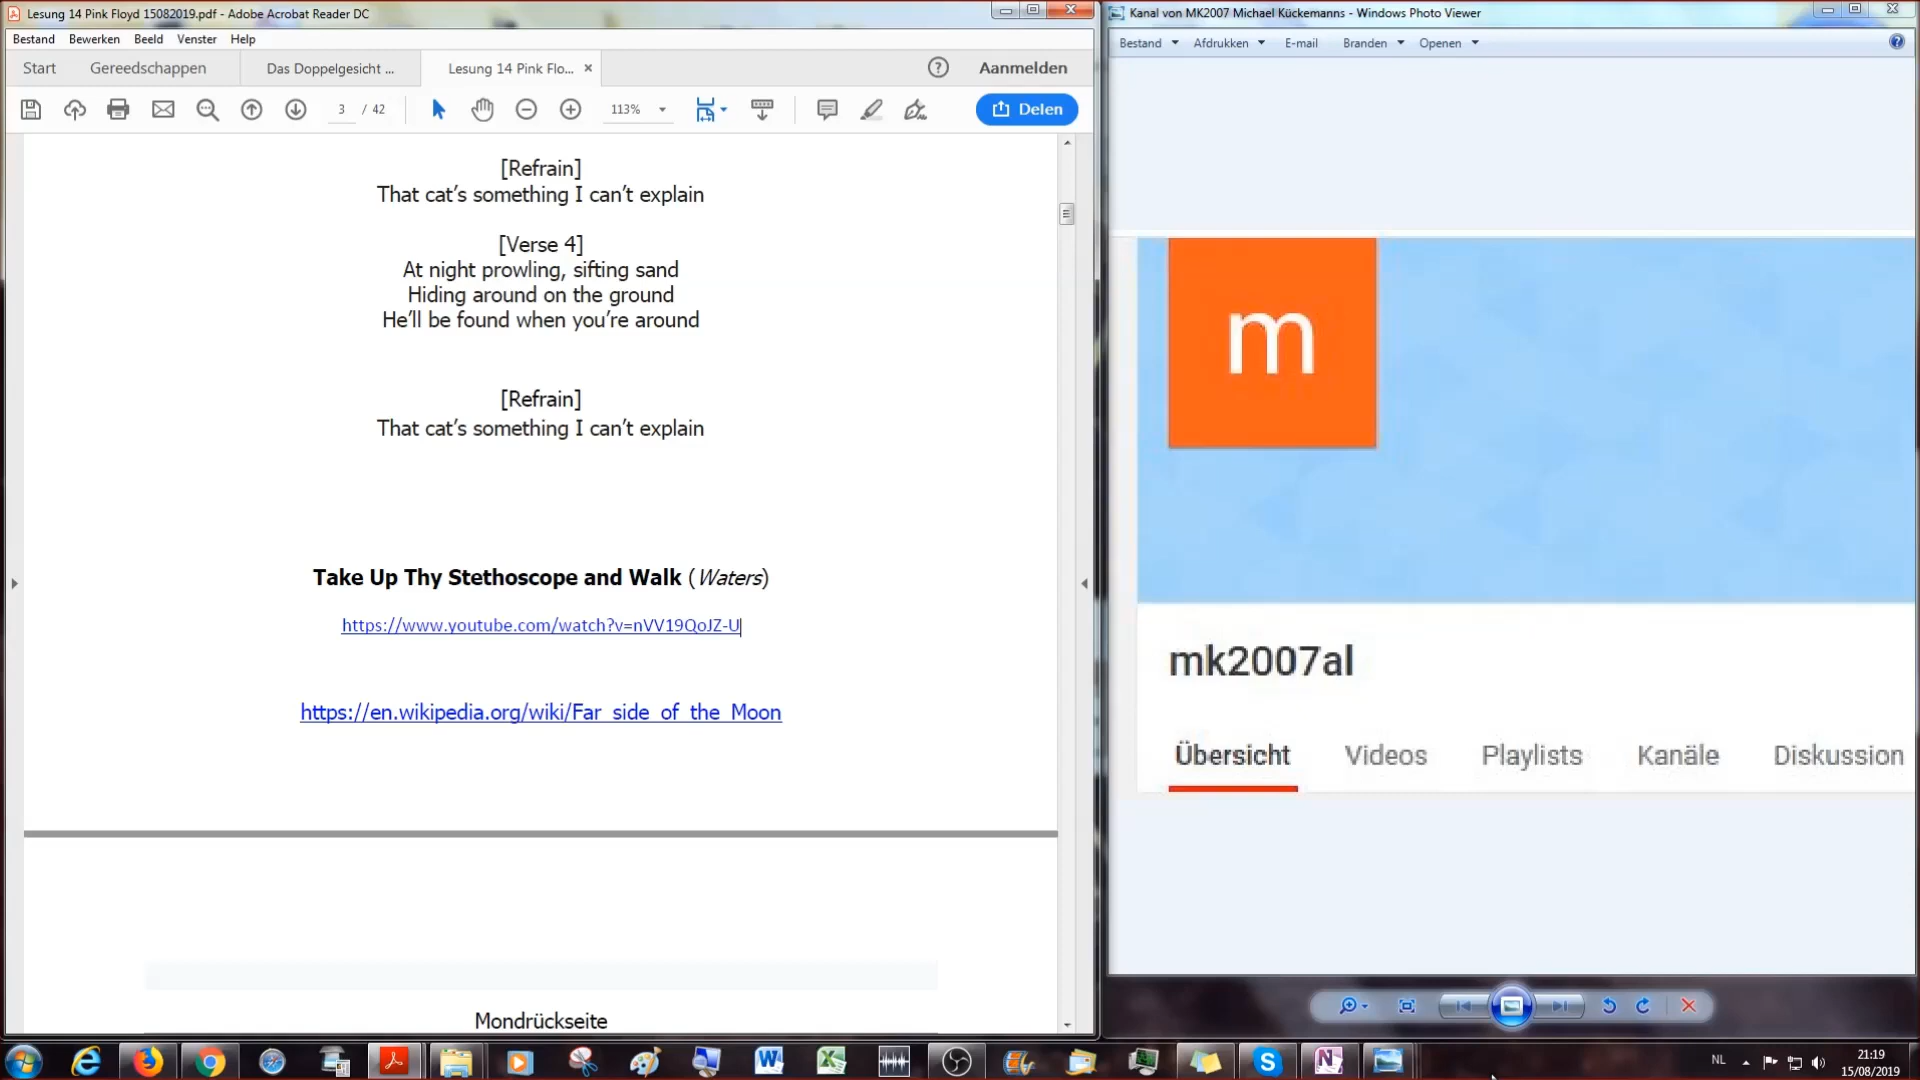 Lesung 14 Pink Floyd 15082019.pdf - Adobe Acrobat Reader DC
Bestand Bewerken Beeld Venster Help
Start Gereedschappen Das Doppelgesicht ... Lesung 14 Pink Flo... × Aanmelden
3 / 42 113% Delen
[Refrain]
That cat's something I can't explain
[Verse 4]
At night prowling, sifting sand
Hiding around on the ground
He'll be found when you're around
[Refrain]
That cat's something I can't explain
Take Up Thy Stethoscope and Walk (Waters)
https://www.youtube.com/watch?v=nVV19QoJZ-U
https://en.wikipedia.org/wiki/Far_side_of_the_Moon
Mondrückseite
Kanal von MK2007 Michael Kückemanns - Windows Photo Viewer
Bestand Afdrukken E-mail Branden Openen
m
mk2007al
Übersicht Videos Playlists Kanäle Diskussion
NL
21:19
15/08/2019